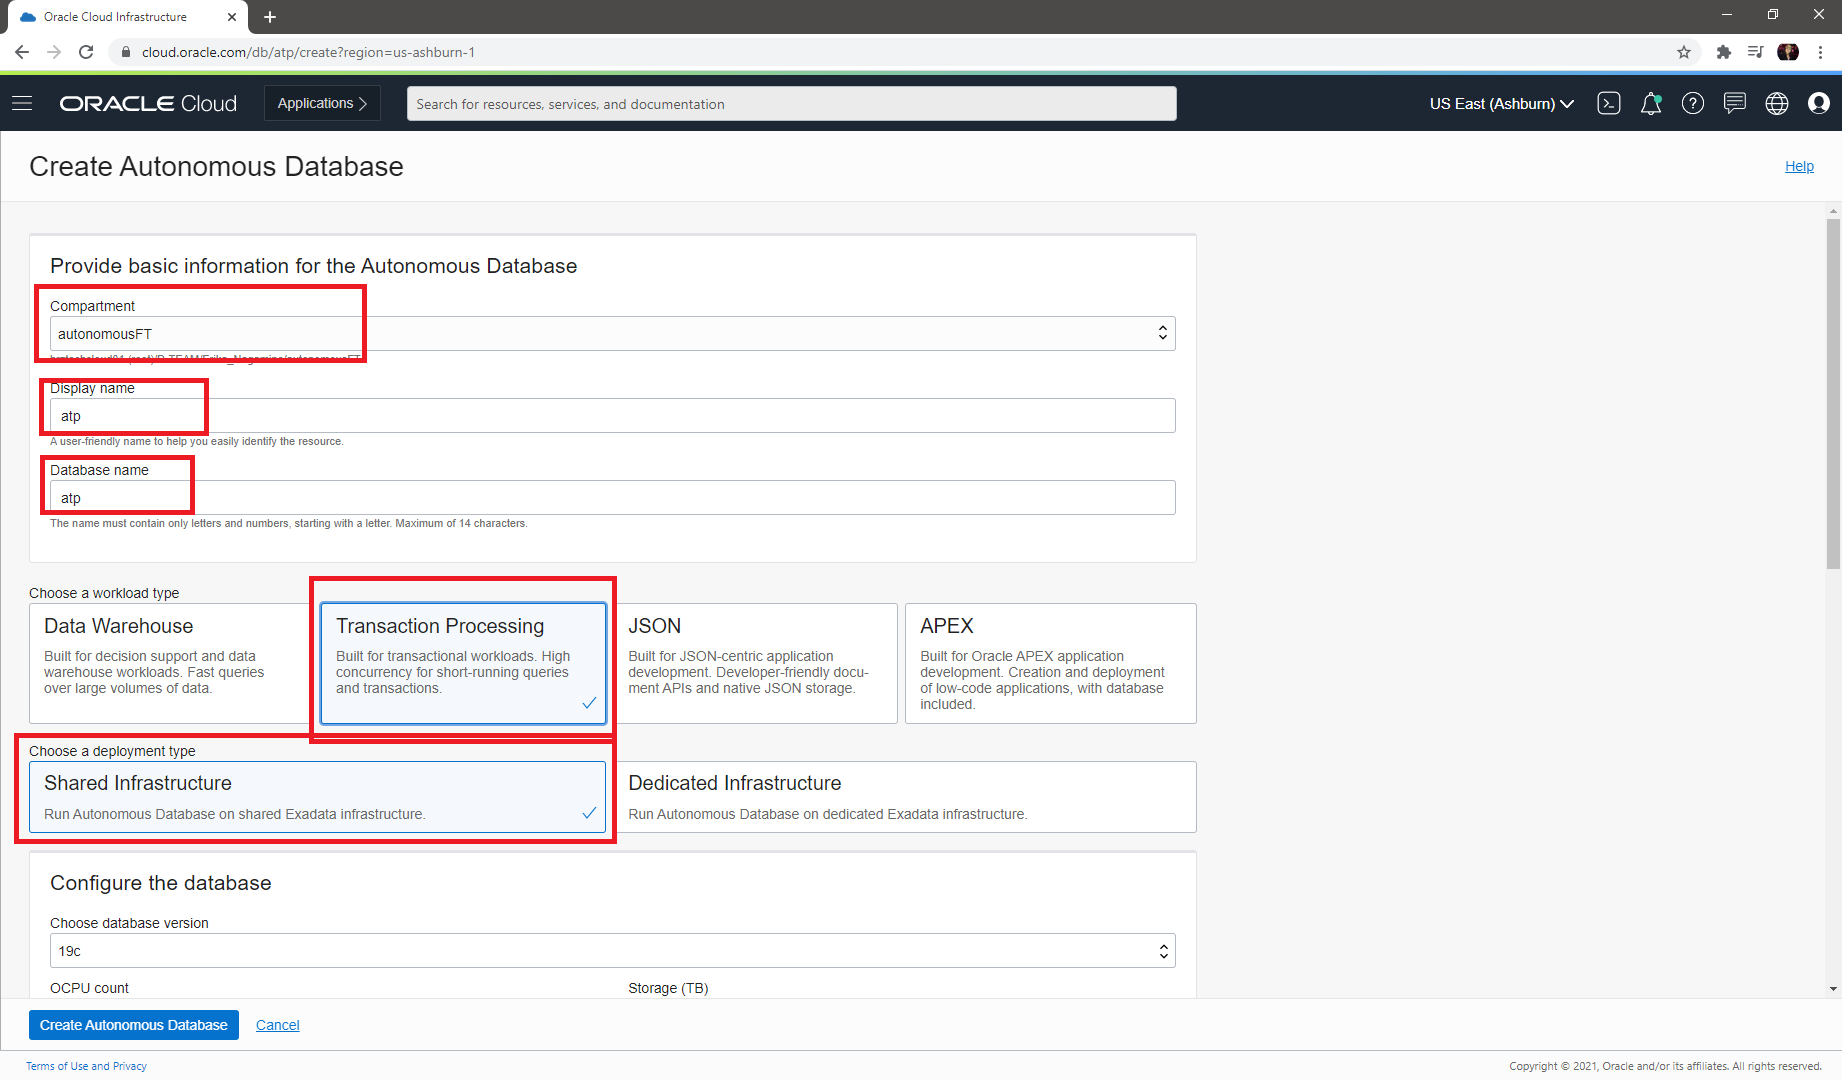 Oracle Cloud Infrastructure
cloud.oracle.com/db/atp/create?region=us-ashburn-1
ORACLE Cloud
Applications
Search for resources, services, and documentation
US East (Ashburn)
Create Autonomous Database
Help
Provide basic information for the Autonomous Database
Compartment
autonomousFT
Display name
atp
A user-friendly name to help you easily identify the resource.
Database name
atp
The name must contain only letters and numbers, starting with a letter. Maximum of 14 characters.
Choose a workload type
Data Warehouse
Built for decision support and data
warehouse workloads. Fast queries
over large volumes of data.
Transaction Processing
Built for transactional workloads. High
concurrency for short-running queries
and transactions.
JSON
Built for JSON-centric application
development. Developer-friendly docu-
ment APIs and native JSON storage.
APEX
Built for Oracle APEX application
development. Creation and deployment
of low-code applications, with database
included.
Choose a deployment type
Shared Infrastructure
Run Autonomous Database on shared Exadata infrastructure.
Dedicated Infrastructure
Run Autonomous Database on dedicated Exadata infrastructure.
Configure the database
Choose database version
19c
OCPU count
Storage (TB)
Create Autonomous Database
Cancel
Terms of Use and Privacy
Copyright © 2021, Oracle and/or its affiliates. All rights reserved.